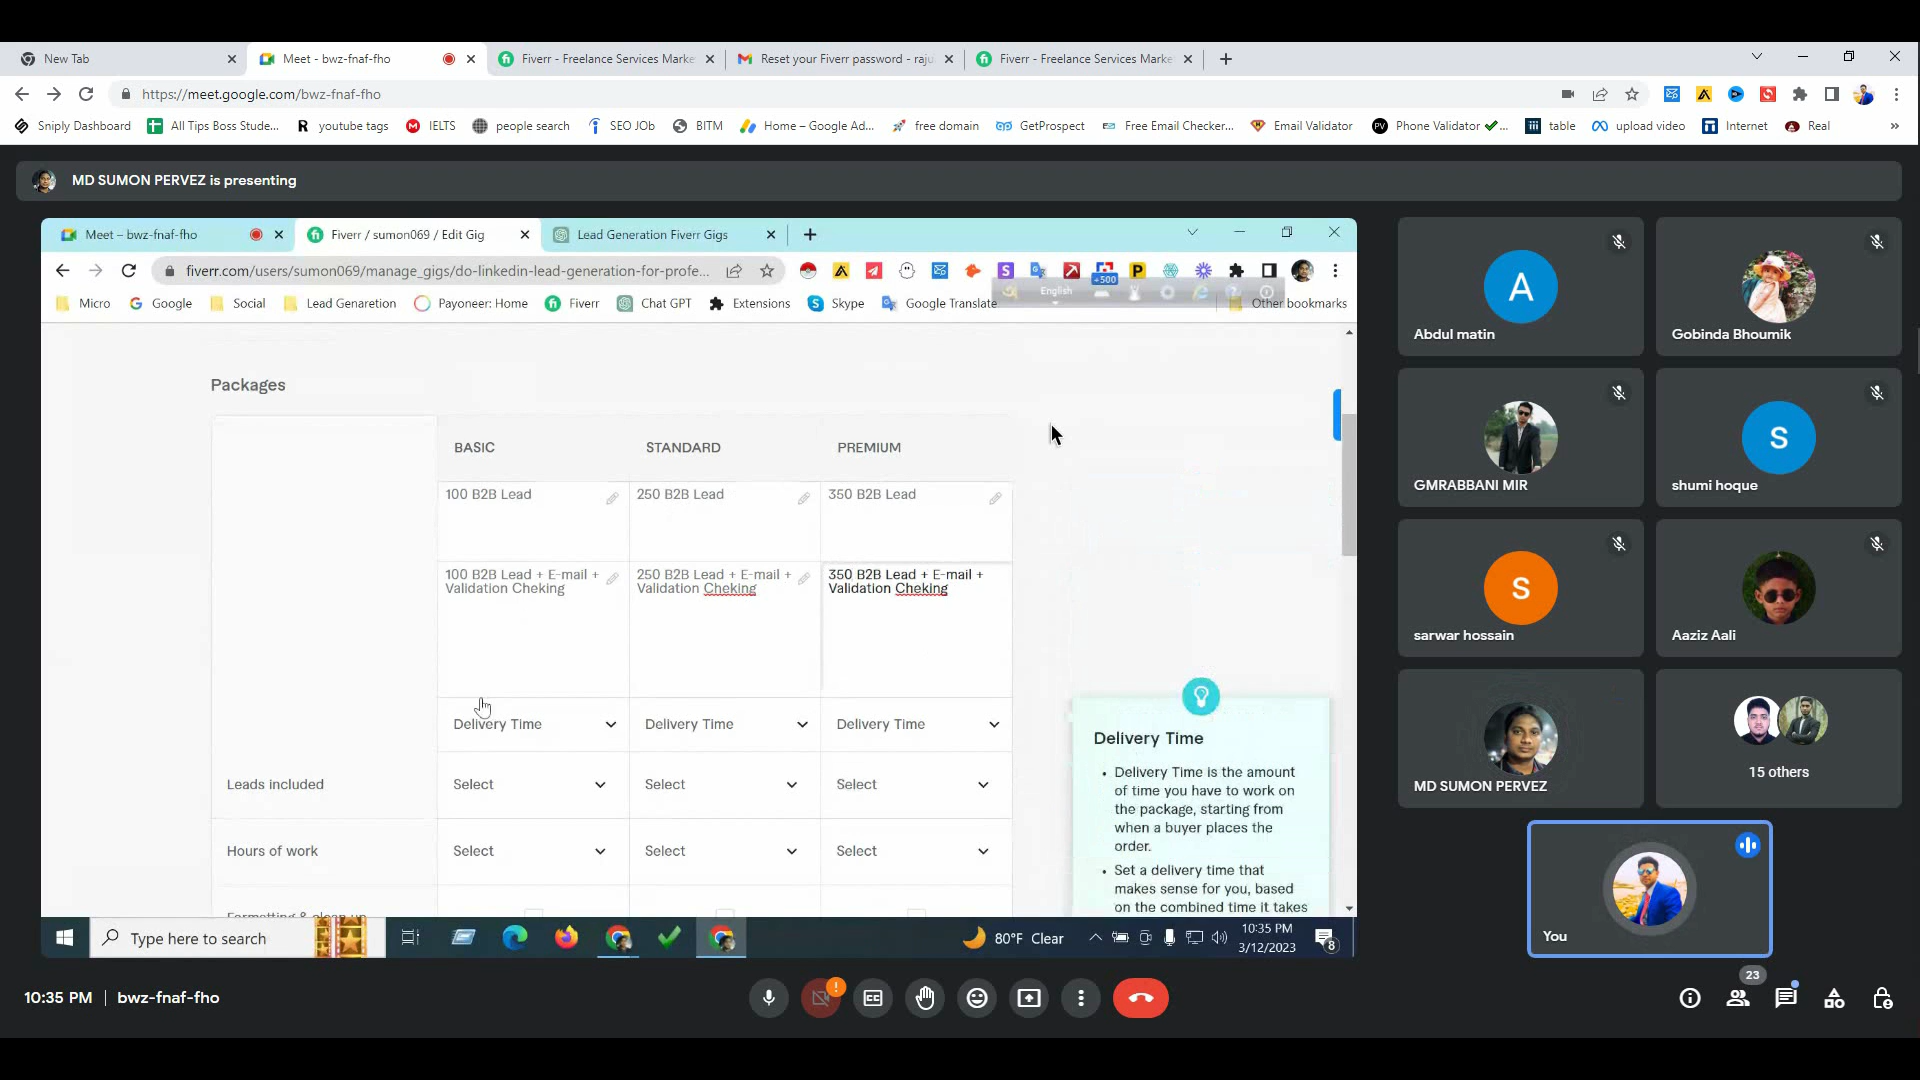 New Tab
Meet - bwz-fnaf-fho
Fiverr - Freelance Services Marke
Reset your Fiverr password - raju
Fiverr - Freelance Services Marke
https://meet.google.com/bwz-fnaf-fho
Sniply Dashboard
All Tips Boss Stude...
youtube tags
IELTS
people search
SEO JOb
BITM
Home – Google Ad...
free domain
GetProspect
Free Email Checker...
Email Validator
Phone Validator ✔...
table
upload video
Internet
Real
MD SUMON PERVEZ is presenting
Meet – bwz-fnaf-fho
Fiverr / sumon069 / Edit Gig
Lead Generation Fiverr Gigs
fiverr.com/users/sumon069/manage_gigs/do-linkedin-lead-generation-for-profe...
+500
English
Micro
Google
Social
Lead Genaretion
Payoneer: Home
Fiverr
Chat GPT
Extensions
Skype
Google Translate
Other bookmarks
Packages
BASIC
STANDARD
PREMIUM
100 B2B Lead
250 B2B Lead
350 B2B Lead
100 B2B Lead + E-mail +
Validation Cheking
250 B2B Lead + E-mail +
Validation Cheking
350 B2B Lead + E-mail +
Validation Cheking
Delivery Time
Delivery Time
Delivery Time
Leads included
Select
Select
Select
Hours of work
Select
Select
Select
Formatting & clean up
Delivery Time
• Delivery Time is the amount
of time you have to work on
the package, starting from
when a buyer places the
order.
• Set a delivery time that
makes sense for you, based
on the combined time it takes
Type here to search
80°F Clear
10:35 PM
3/12/2023
8
Abdul matin
Gobinda Bhoumik
GMRABBANI MIR
shumi hoque
sarwar hossain
Aaziz Aali
MD SUMON PERVEZ
15 others
You
A
S
S
10:35 PM | bwz-fnaf-fho
23